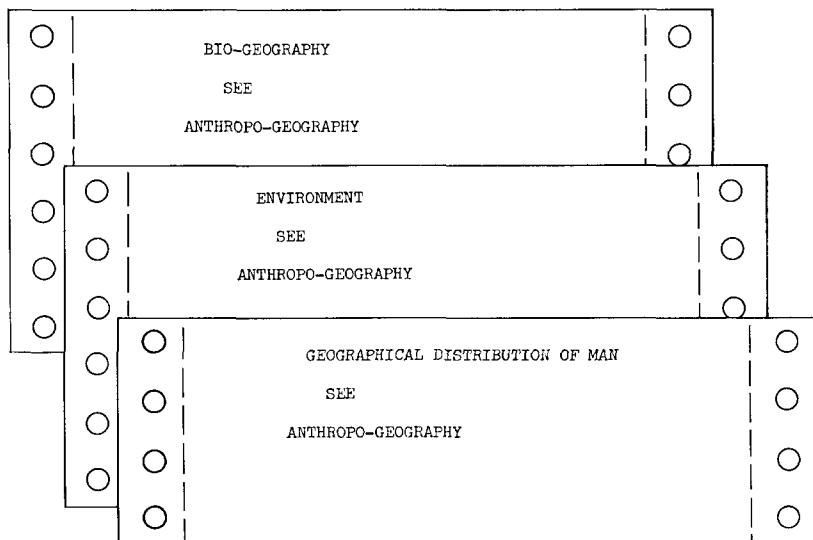 BIO-GEOGRAPHY
SEE
ANTHROPO-GEOGRAPHY
ENVIRONMENT
SEE
ANTHROPO-GEOGRAPHY
GEOGRAPHICAL DISTRIBUTION OF MAN
SEE
ANTHROPO-GEOGRAPHY